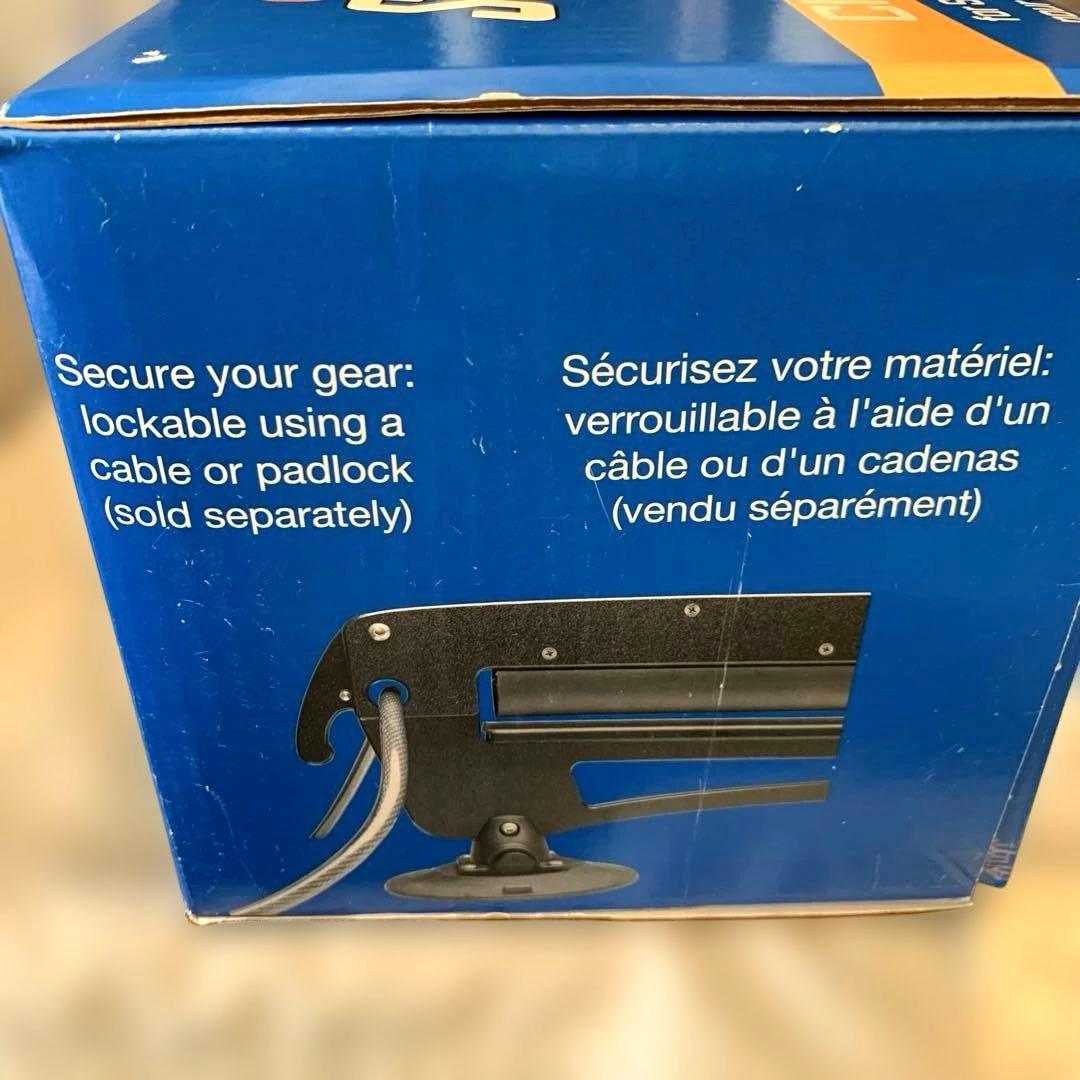 Secure your gear:
lockable using a
cable or padlock
(sold separately)
Sécurisez votre matériel:
verrouillable à l'aide d'un
câble ou d'un cadenas
(vendu séparément)